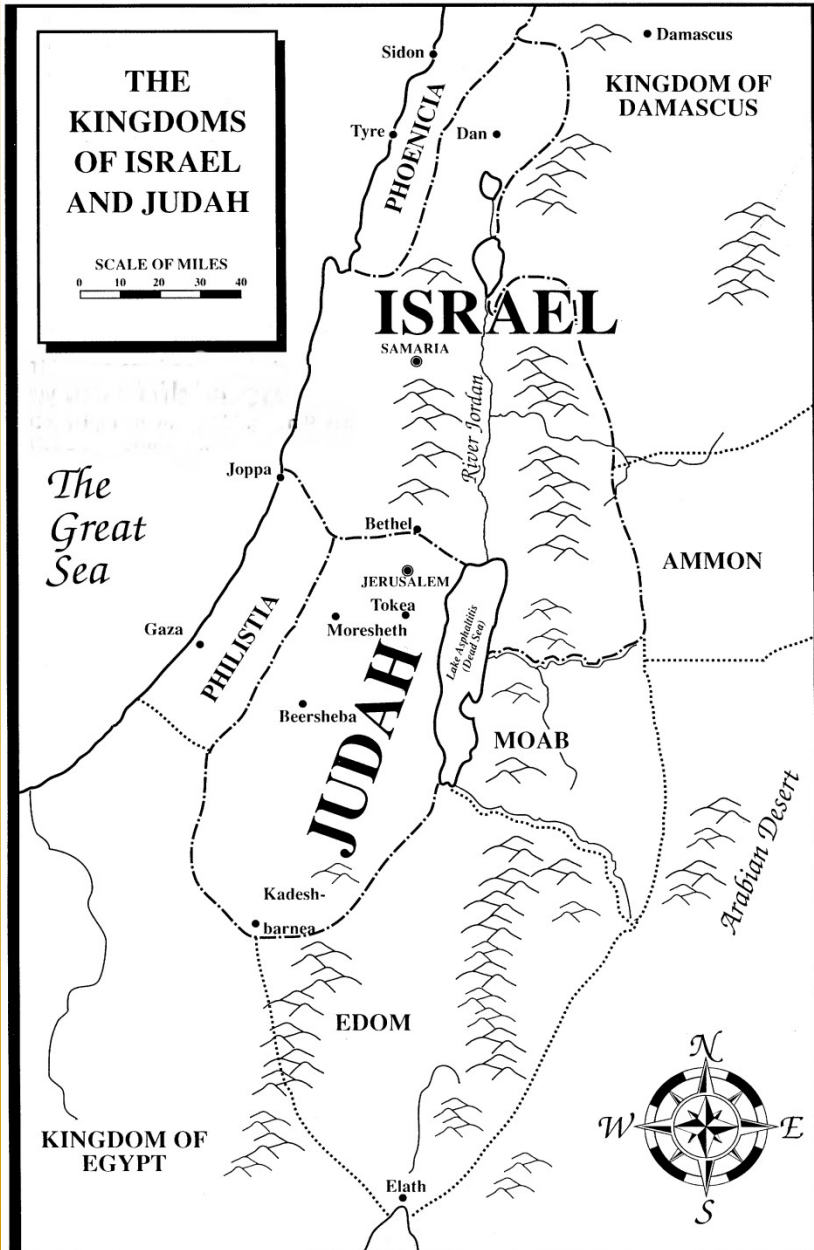 THE
KINGDOMS
OF ISRAEL
AND JUDAH
SCALE OF MILES
0 10 20 30 40
Sidon
Damascus
KINGDOM OF
DAMASCUS
Tyre
PHOENICIA
Dan
ISRAEL
SAMARIA
River Jordan
Joppa
The
Great
Sea
Bethel
JERUSALEM
AMMON
Tokea
Moresheth
Gaza
PHILISTIA
Lake Asphaltitis
(Dead Sea)
Beersheba
JUDAH
MOAB
Arabian Desert
Kadesh-
barnea
EDOM
KINGDOM OF
EGYPT
Elath
N
W
E
S